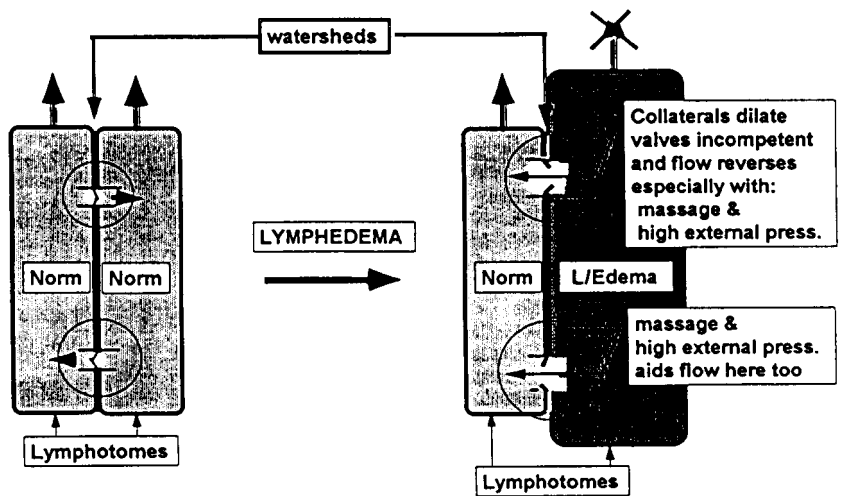 watersheds
Collaterals dilate
valves incompetent
and flow reverses
especially with:
massage &
high external press.
LYMPHEDEMA
Norm
Norm
Norm
L/Edema
massage &
high external press.
aids flow here too
Lymphotomes
Lymphotomes